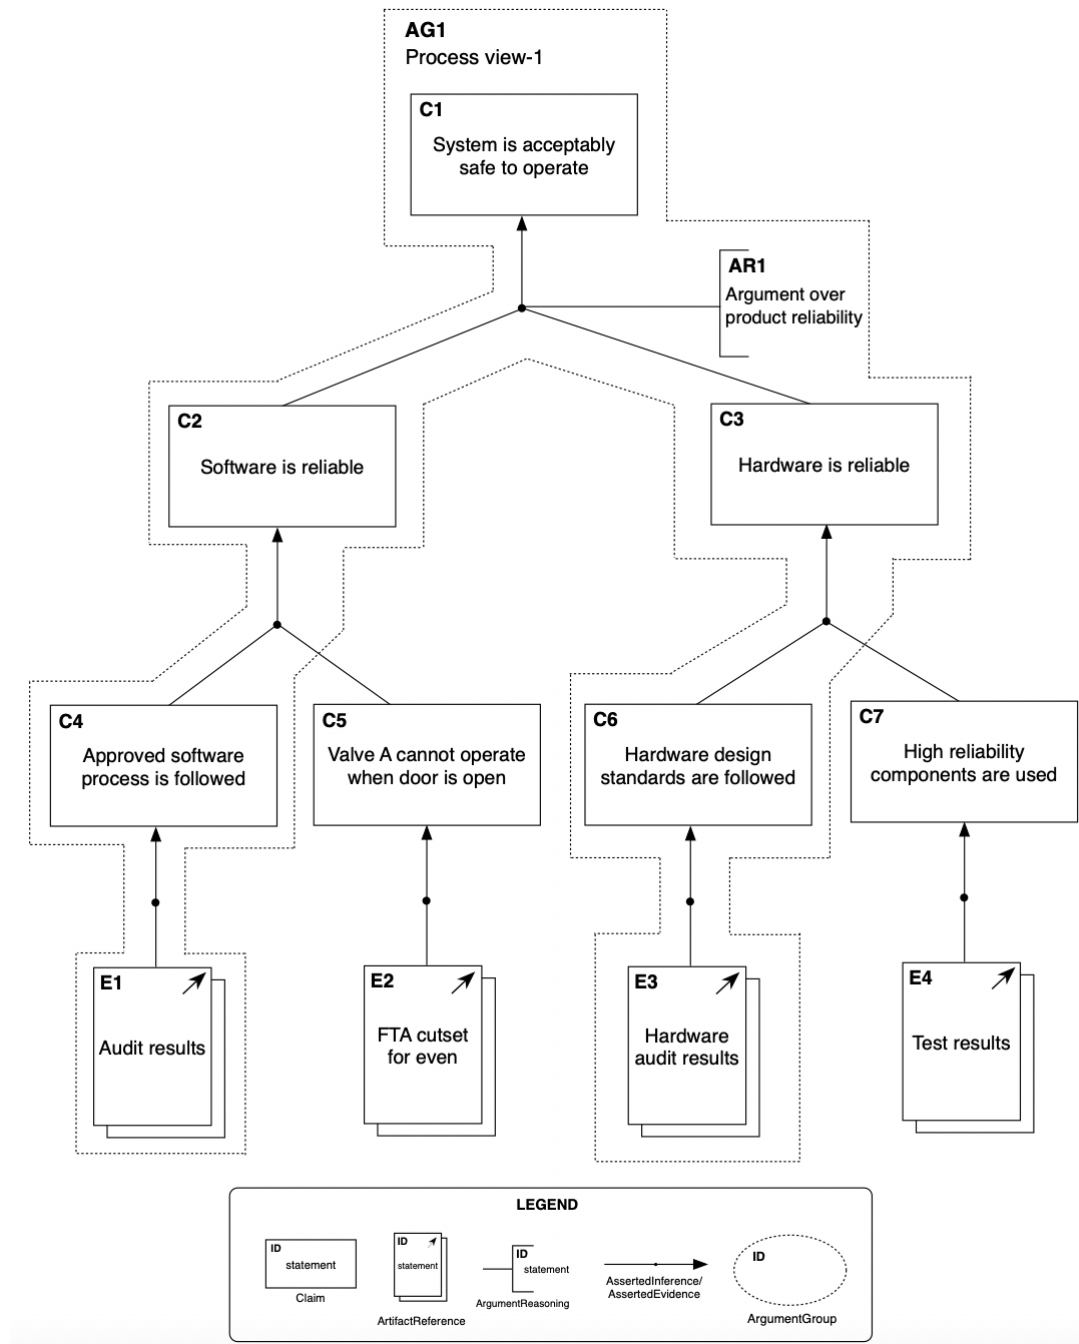 AG1
Process view-1
C1
System is acceptably
safe to operate
AR1
Argument over
product reliability
C2
Software is reliable
C3
Hardware is reliable
C4
Approved software
process is followed
C5
Valve A cannot operate
when door is open
C6
Hardware design
standards are followed
C7
High reliability
components are used
E1
Audit results
E2
FTA cutset
for even
E3
Hardware
audit results
E4
Test results
LEGEND
ID
statement
Claim
ID
statement
ArtifactReference
ID
statement
ArgumentReasoning
AssertedInference/
AssertedEvidence
ID
ArgumentGroup